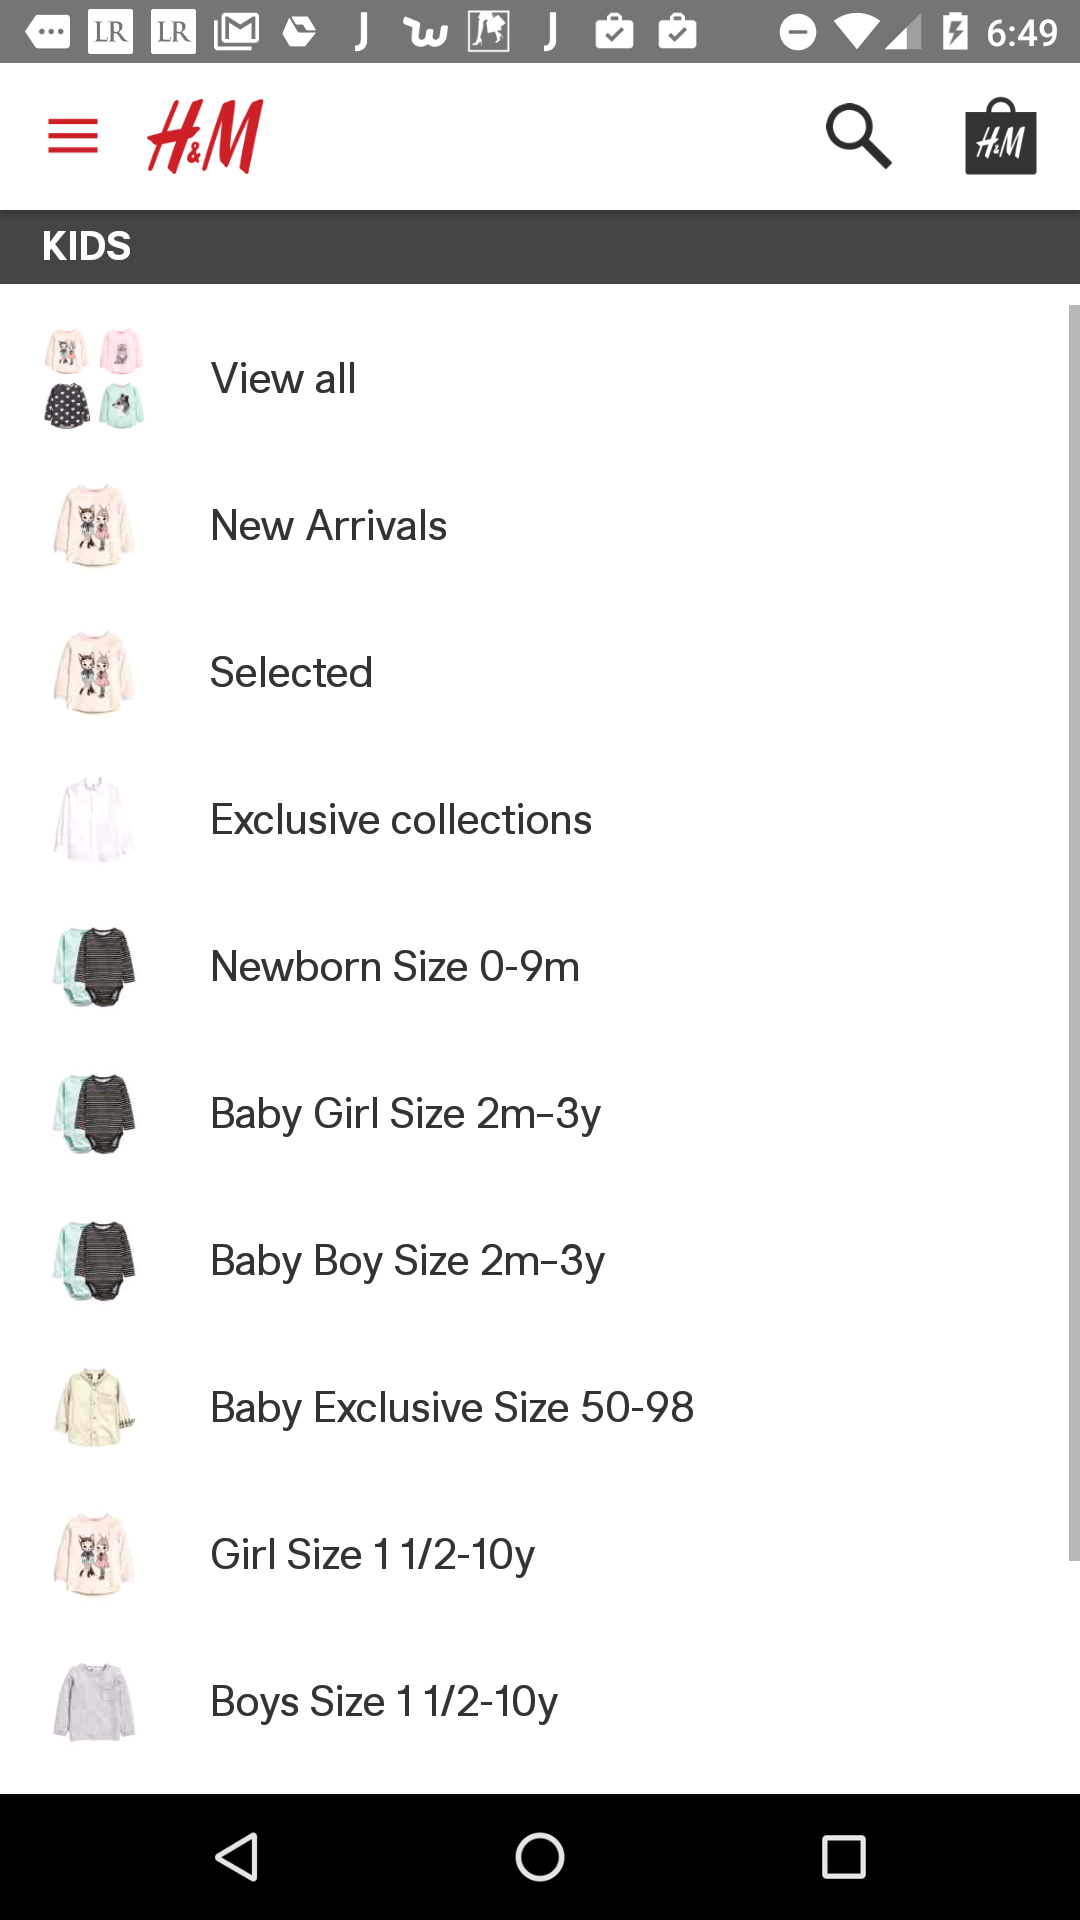 LR LR J J 6:49
H&M H&M
KIDS
View all
New Arrivals
Selected
Exclusive collections
Newborn Size 0-9m
Baby Girl Size 2m-3y
Baby Boy Size 2m-3y
Baby Exclusive Size 50-98
Girl Size 1 1/2-10y
Boys Size 1 1/2-10y